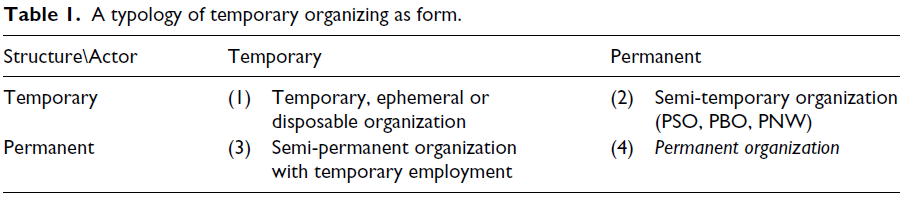 Table 1. A typology of temporary organizing as form.
Structure\Actor Temporary Permanent
Temporary (1) Temporary, ephemeral or (2) Semi-temporary organization
disposable organization (PSO, PBO, PNW)
Permanent (3) Semi-permanent organization (4) Permanent organization
with temporary employment